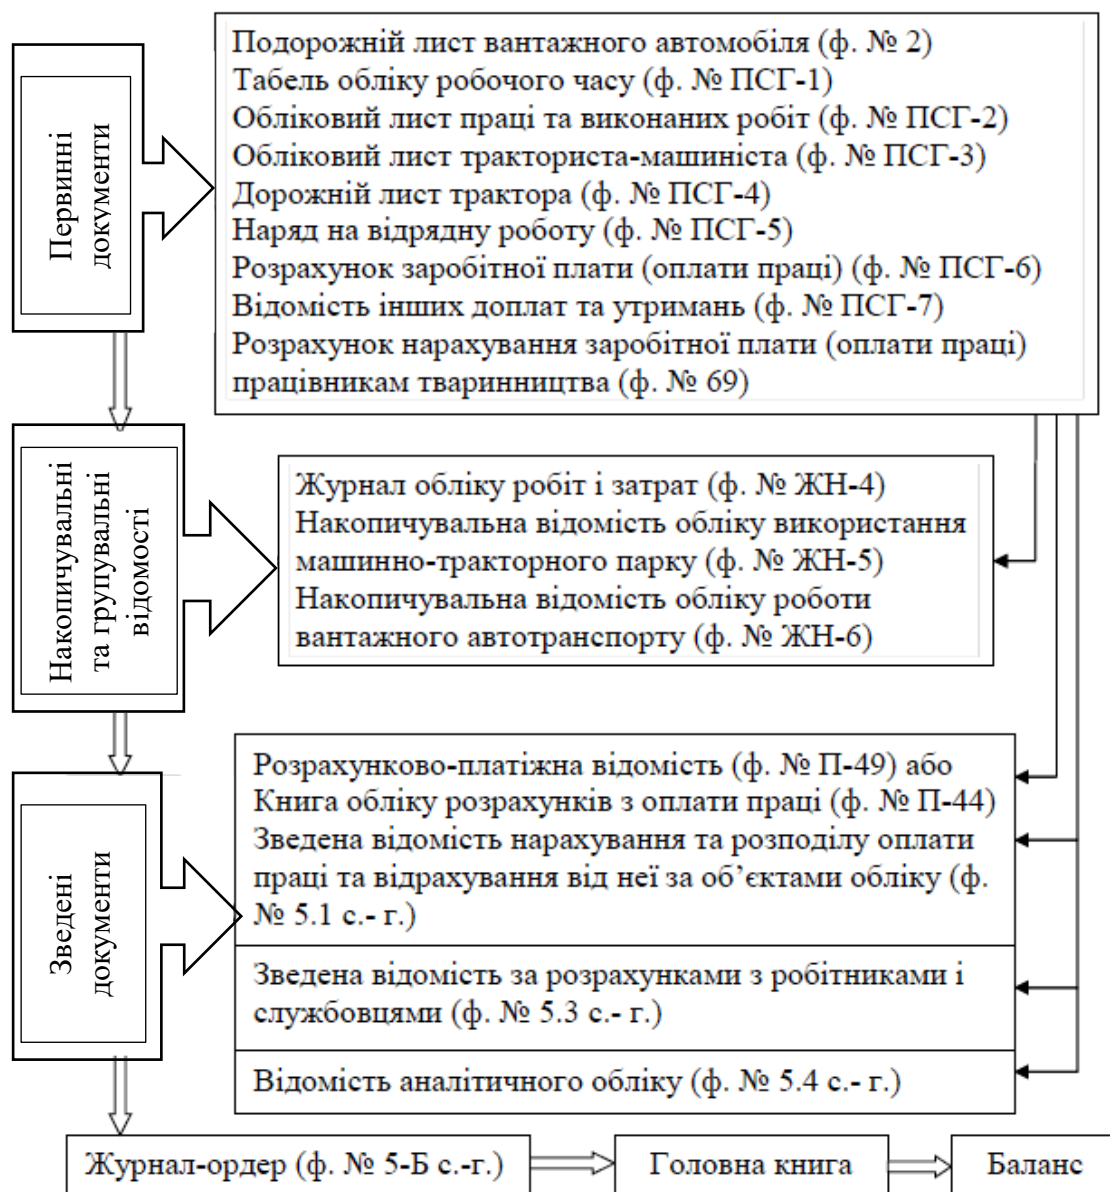 Первинні
документи
Подорожній лист вантажного автомобіля (ф. № 2)
Табель обліку робочого часу (ф. № ПСГ-1)
Обліковий лист праці та виконаних робіт (ф. № ПСГ-2)
Обліковий лист тракториста-машиніста (ф. № ПСГ-3)
Дорожній лист трактора (ф. № ПСГ-4)
Наряд на відрядну роботу (ф. № ПСГ-5)
Розрахунок заробітної плати (оплати праці) (ф. № ПСГ-6)
Відомість інших доплат та утримань (ф. № ПСГ-7)
Розрахунок нарахування заробітної плати (оплати праці)
працівникам тваринництва (ф. № 69)
Накопичувальні
та групувальні
відомості
Журнал обліку робіт і затрат (ф. № ЖН-4)
Накопичувальна відомість обліку використання
машинно-тракторного парку (ф. № ЖН-5)
Накопичувальна відомість обліку роботи
вантажного автотранспорту (ф. № ЖН-6)
Зведені
документи
Розрахунково-платіжна відомість (ф. № П-49) або
Книга обліку розрахунків з оплати праці (ф. № П-44)
Зведена відомість нарахування та розподілу оплати
праці та відрахування від неї за об’єктами обліку (ф.
№ 5.1 с.- г.)
Зведена відомість за розрахунками з робітниками і
службовцями (ф. № 5.3 с.- г.)
Відомість аналітичного обліку (ф. № 5.4 с.- г.)
Журнал-ордер (ф. № 5-Б с.-г.)
Головна книга
Баланс